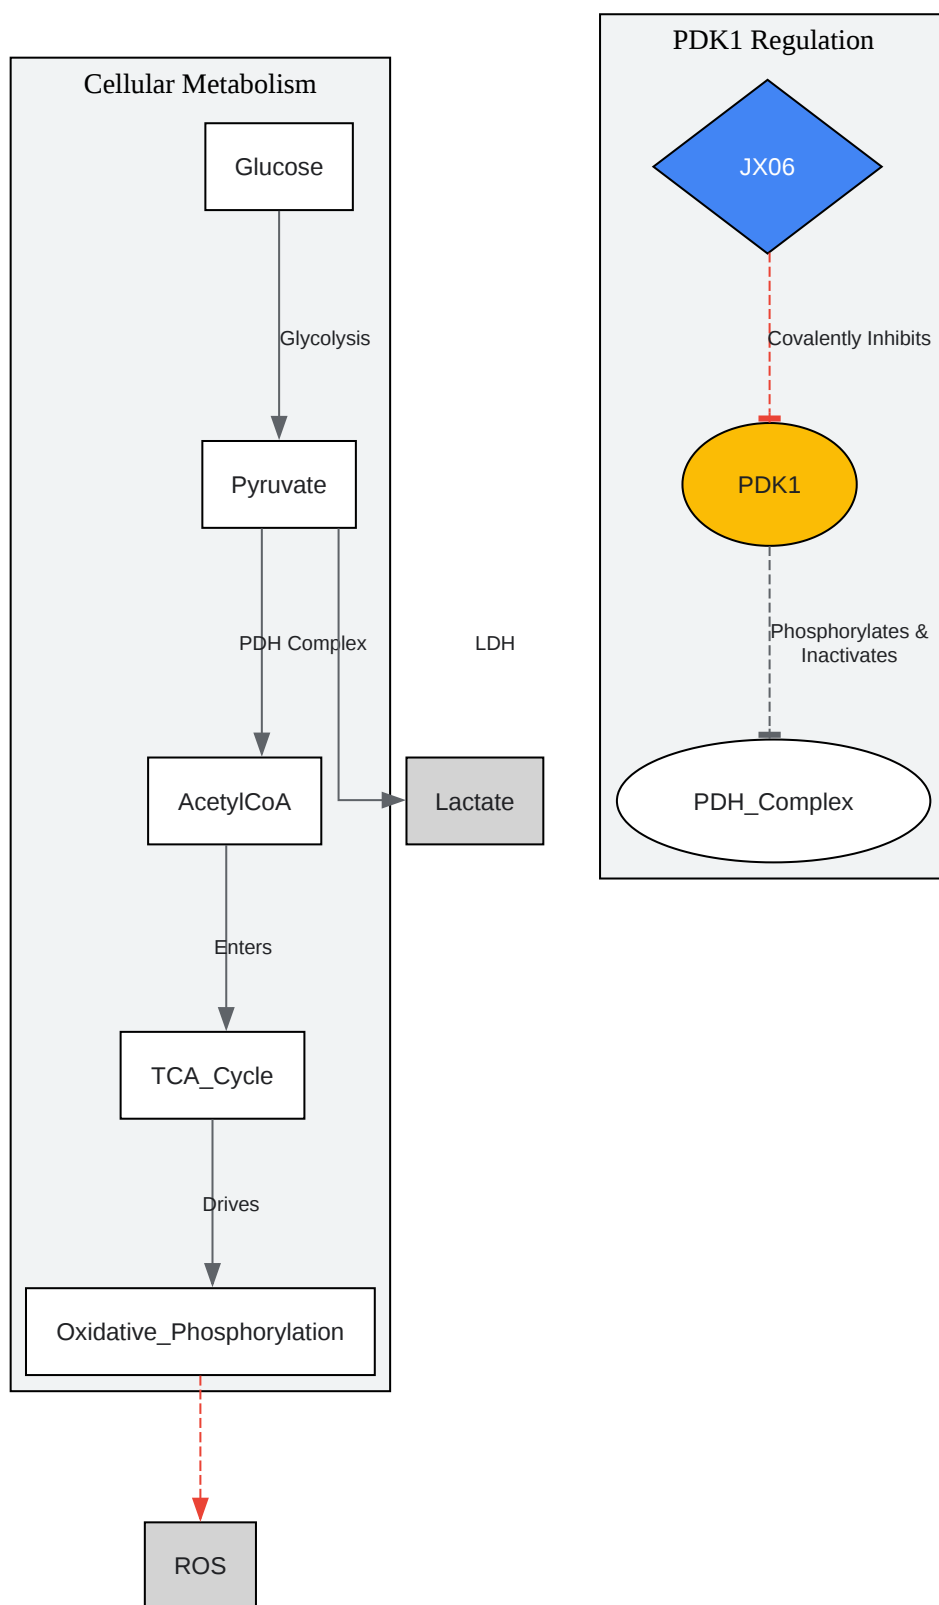 Cellular Metabolism
Glucose
Glycolysis
Pyruvate
PDH Complex
LDH
AcetylCoA
Lactate
Enters
TCA_Cycle
Drives
Oxidative_Phosphorylation
ROS
PDK1 Regulation
JX06
Covalently Inhibits
PDK1
Phosphorylates &
Inactivates
PDH_Complex